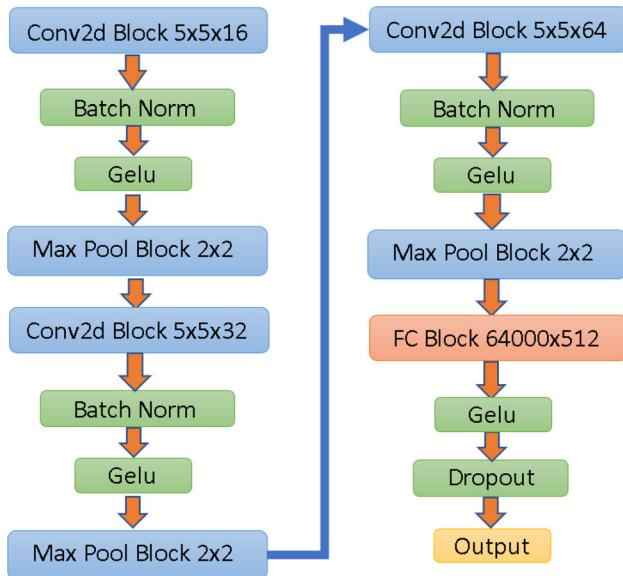 Conv2d Block 5x5x16
Batch Norm
Gelu
Max Pool Block 2x2
Conv2d Block 5x5x32
Batch Norm
Gelu
Max Pool Block 2x2
Conv2d Block 5x5x64
Batch Norm
Gelu
Max Pool Block 2x2
FC Block 64000x512
Gelu
Dropout
Output